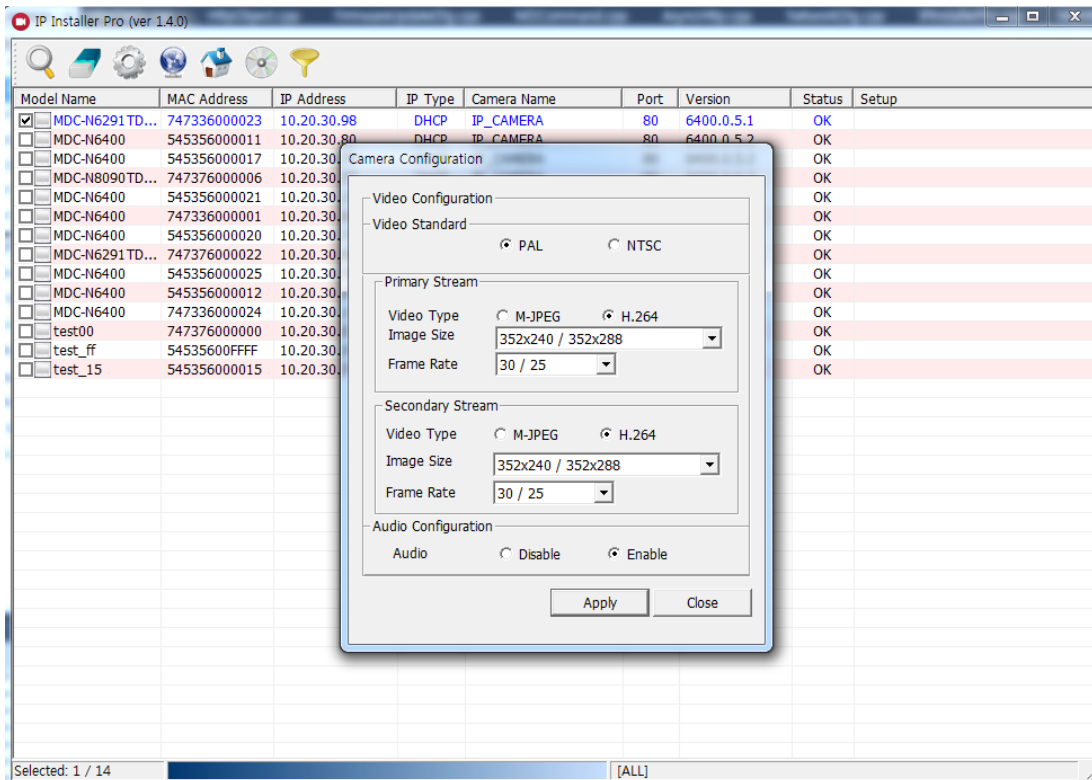 IP Installer Pro (ver 1.4.0)
Model Name MAC Address IP Address IP Type Camera Name Port Version Status Setup
MDC-N6291TD... 747336000023 10.20.30.98 DHCP IP_CAMERA 80 6400.0.5.1 OK
MDC-N6400 545356000011 10.20.30.80 DHCP IP_CAMERA 80 6400.0.5.2 OK
MDC-N6400 545356000017 10.20.30. OK
MDC-N8090TD... 747376000006 10.20.30. OK
MDC-N6400 545356000021 10.20.30. OK
MDC-N6400 747336000001 10.20.30. OK
MDC-N6400 545356000020 10.20.30. OK
MDC-N6291TD... 747376000022 10.20.30. OK
MDC-N6400 545356000025 10.20.30. OK
MDC-N6400 545356000012 10.20.30. OK
MDC-N6400 747336000024 10.20.30. OK
test00 747376000000 10.20.30. OK
test_ff 54535600FFFF 10.20.30. OK
test_15 545356000015 10.20.30. OK
Camera Configuration
Video Configuration
Video Standard
PAL NTSC
Primary Stream
Video Type M-JPEG H.264
Image Size 352x240 / 352x288
Frame Rate 30 / 25
Secondary Stream
Video Type M-JPEG H.264
Image Size 352x240 / 352x288
Frame Rate 30 / 25
Audio Configuration
Audio Disable Enable
Apply Close
Selected: 1 / 14 [ALL]